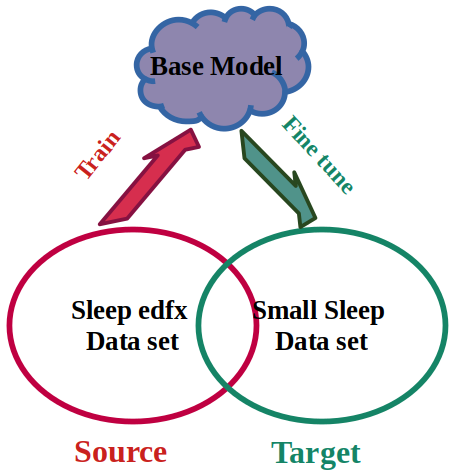 Base Model
Train
Fine tune
Sleep edfx
Data set
Small Sleep
Data set
Source
Target